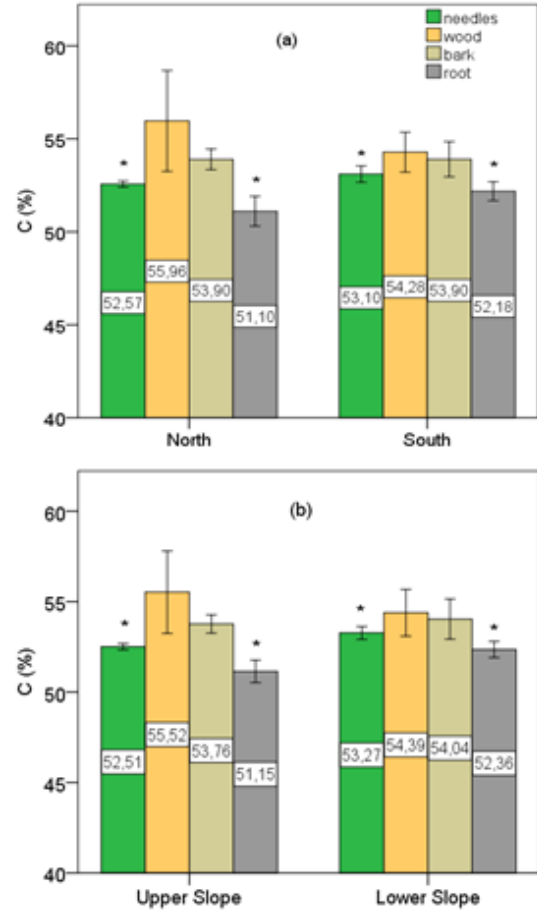 (a)
needles
wood
bark
root
C (%)
60
55
50
45
40
* * * *
52,57 55,96 53,90 51,10 53,10 54,28 53,90 52,18
North South
(b)
C (%)
60
55
50
45
40
* * * *
52,51 55,52 53,76 51,15 53,27 54,39 54,04 52,36
Upper Slope Lower Slope